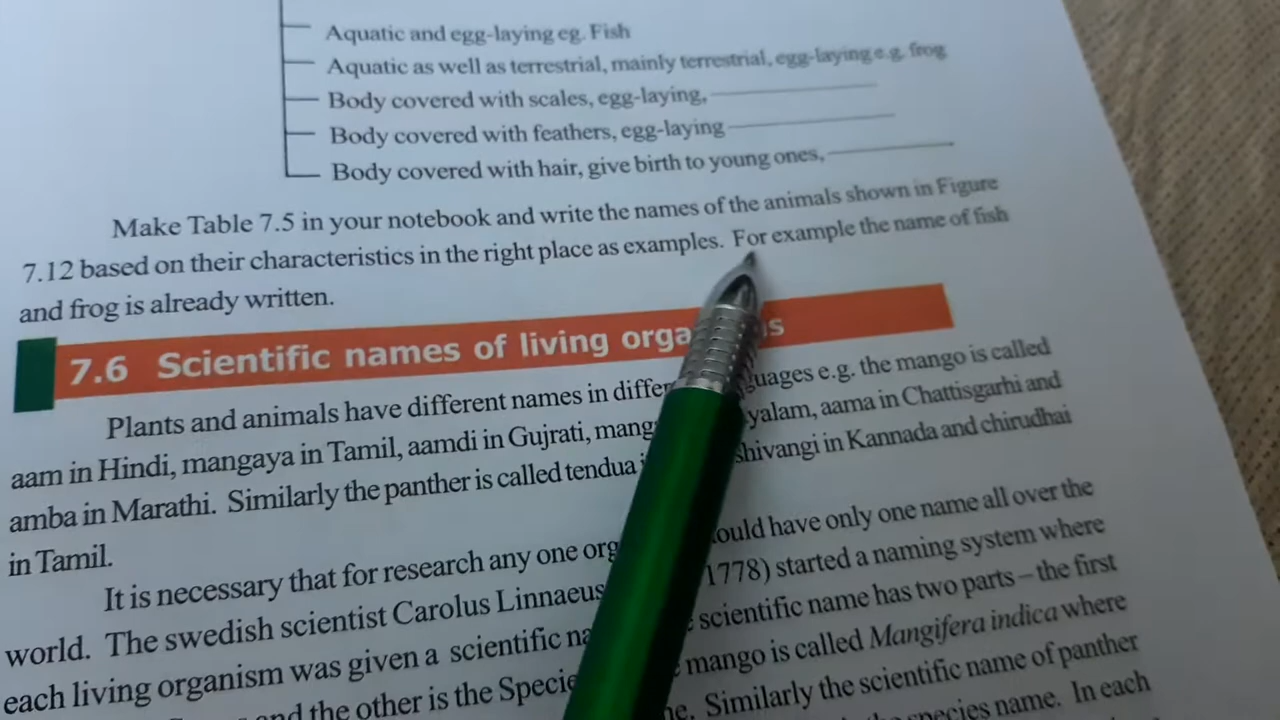 Aquatic and egg-laying eg. Fish
Aquatic as well as terrestrial, mainly terrestrial, egg-laying e.g. frog
Body covered with scales, egg-laying,
Body covered with feathers, egg-laying
Body covered with hair, give birth to young ones,
Make Table 7.5 in your notebook and write the names of the animals shown in Figure
7.12 based on their characteristics in the right place as examples. For example the name of fish
and frog is already written.
7.6 Scientific names of living orga s
Plants and animals have different names in differe guages e.g. the mango is called
aam in Hindi, mangaya in Tamil, aamdi in Gujrati, mang yalam, aama in Chattisgarhi and
amba in Marathi. Similarly the panther is called tendua shivangi in Kannada and chirudhai
in Tamil.
It is necessary that for research any one org ould have only one name all over the
world. The swedish scientist Carolus Linnaeus 1778) started a naming system where
each living organism was given a scientific na scientific name has two parts – the first
and the other is the Specie mango is called Mangifera indica where
ne. Similarly the scientific name of panther
species name. In each